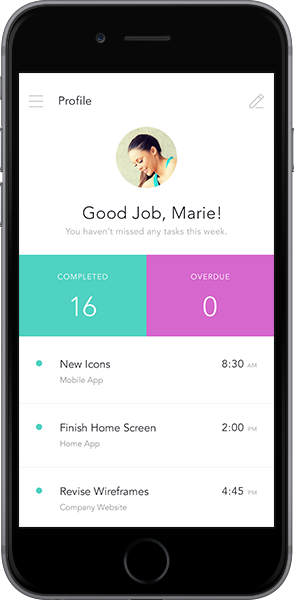 Profile
Good Job, Marie!
You haven't missed any tasks this week.
COMPLETED
16
OVERDUE
0
New Icons
8:30 AM
Mobile App
Finish Home Screen
2:00 PM
Home App
Revise Wireframes
4:45 PM
Company Website